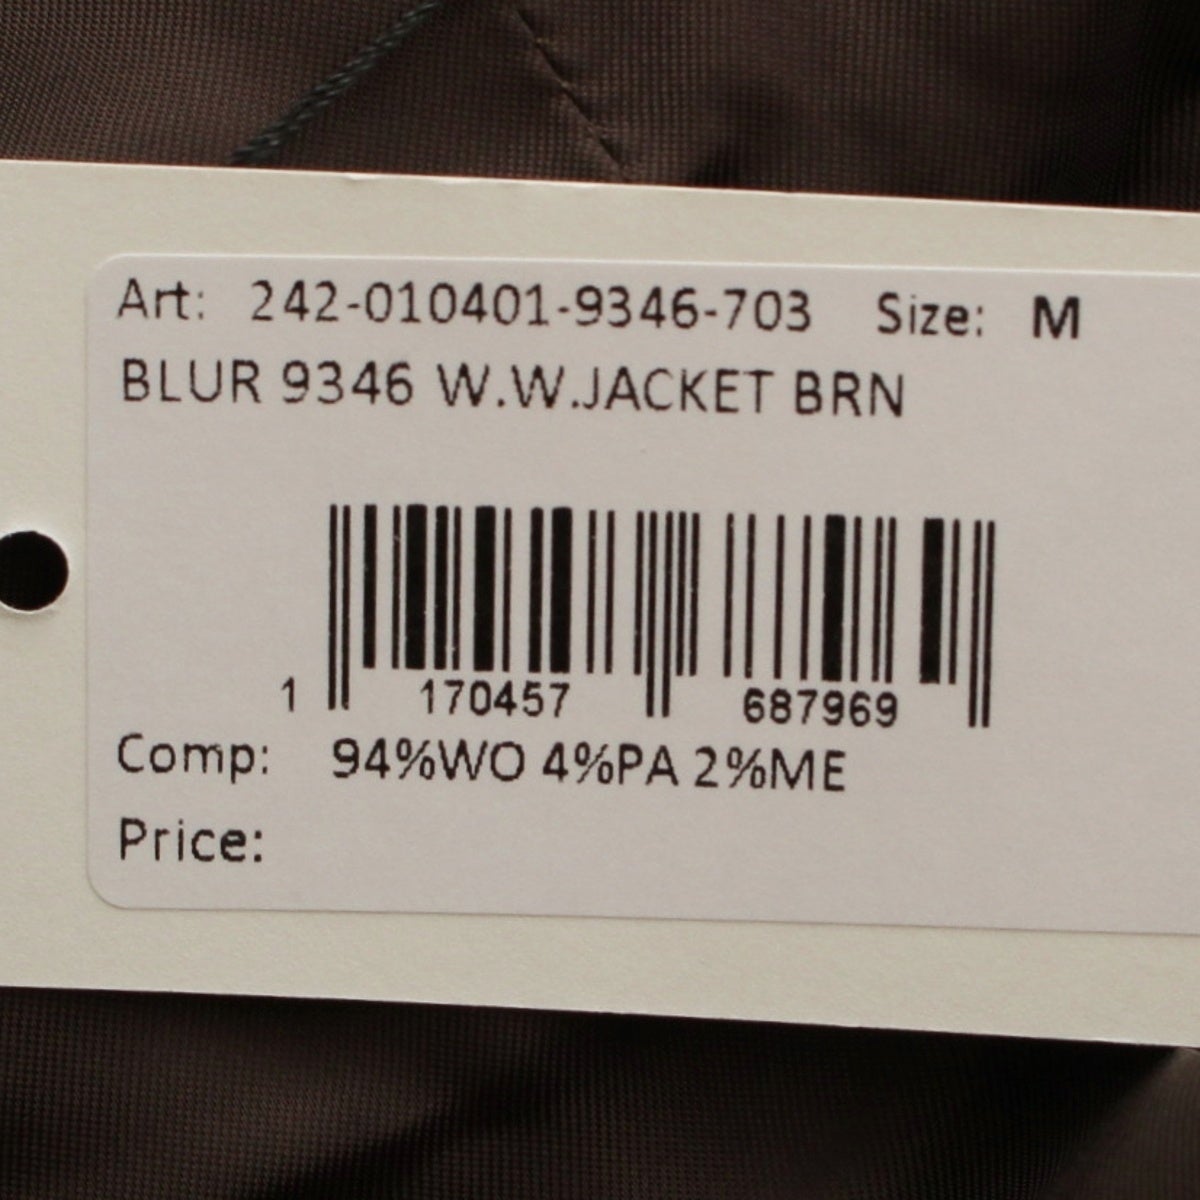 Art: 242-010401-9346-703 Size: M
BLUR 9346 W.W.JACKET BRN
1 170457 687969
Comp: 94%WO 4%PA 2%ME
Price: